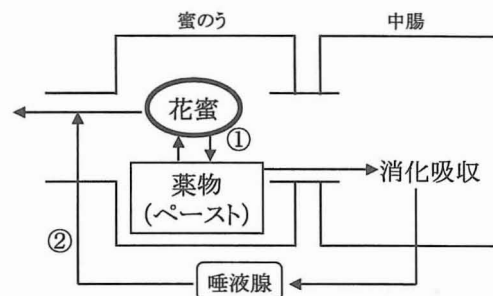 蜜のう
中腸
花蜜
①
薬物
(ペースト)
消化吸収
②
唾液腺